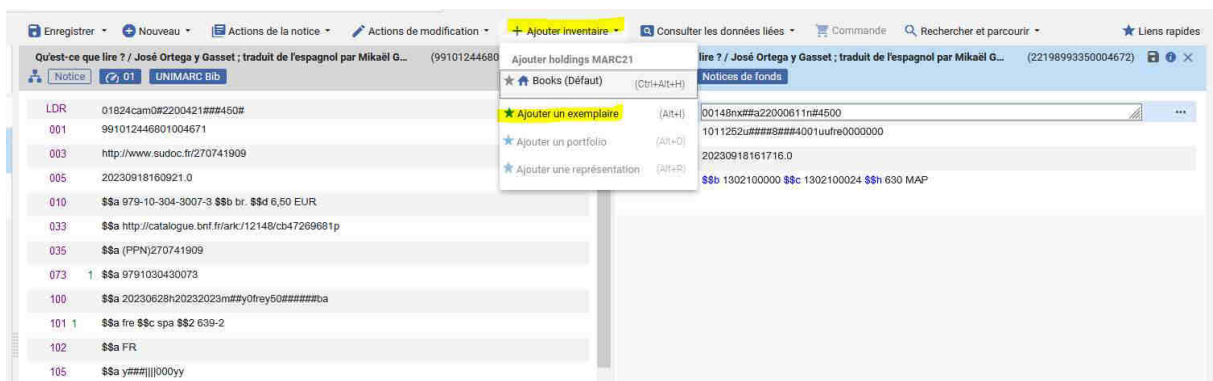 Enregistrer Nouveau Actions de la notice Actions de modification + Ajouter inventaire Consulter les données liées Commande Rechercher et parcourir Liens rapides
Qu'est-ce que lire ? / José Ortega y Gasset ; traduit de l'espagnol par Mikaël G... (99101244680
Notice 01 UNIMARC Bib
LDR 01824cam0#2200421###450#
001 991012446801004671
003 http://www.sudoc.fr/270741909
005 20230918160921.0
010 $$a 979-10-304-3007-3 $$b br. $$d 6,50 EUR
033 $$a http://catalogue.bnf.fr/ark:/12148/cb47269681p
035 $$a (PPN)270741909
073 1 $$a 9791030430073
100 $$a 20230628h20232023m##y0frey50######ba
101 1 $$a fre $$c spa $$2 639-2
102 $$a FR
105 $$a y###||||000yy
Ajouter holdings MARC21
Books (Défaut) (Ctrl+Alt+H)
Ajouter un exemplaire (Alt+I)
Ajouter un portfolio (Alt+O)
Ajouter une représentation (Alt+R)
lire ? / José Ortega y Gasset ; traduit de l'espagnol par Mikaël G... (22198993350004672)
Notices de fonds
00148nx##a22000611n#4500 ...
1011252u####8###4001uufre0000000
20230918161716.0
$$b 1302100000 $$c 1302100024 $$h 630 MAP